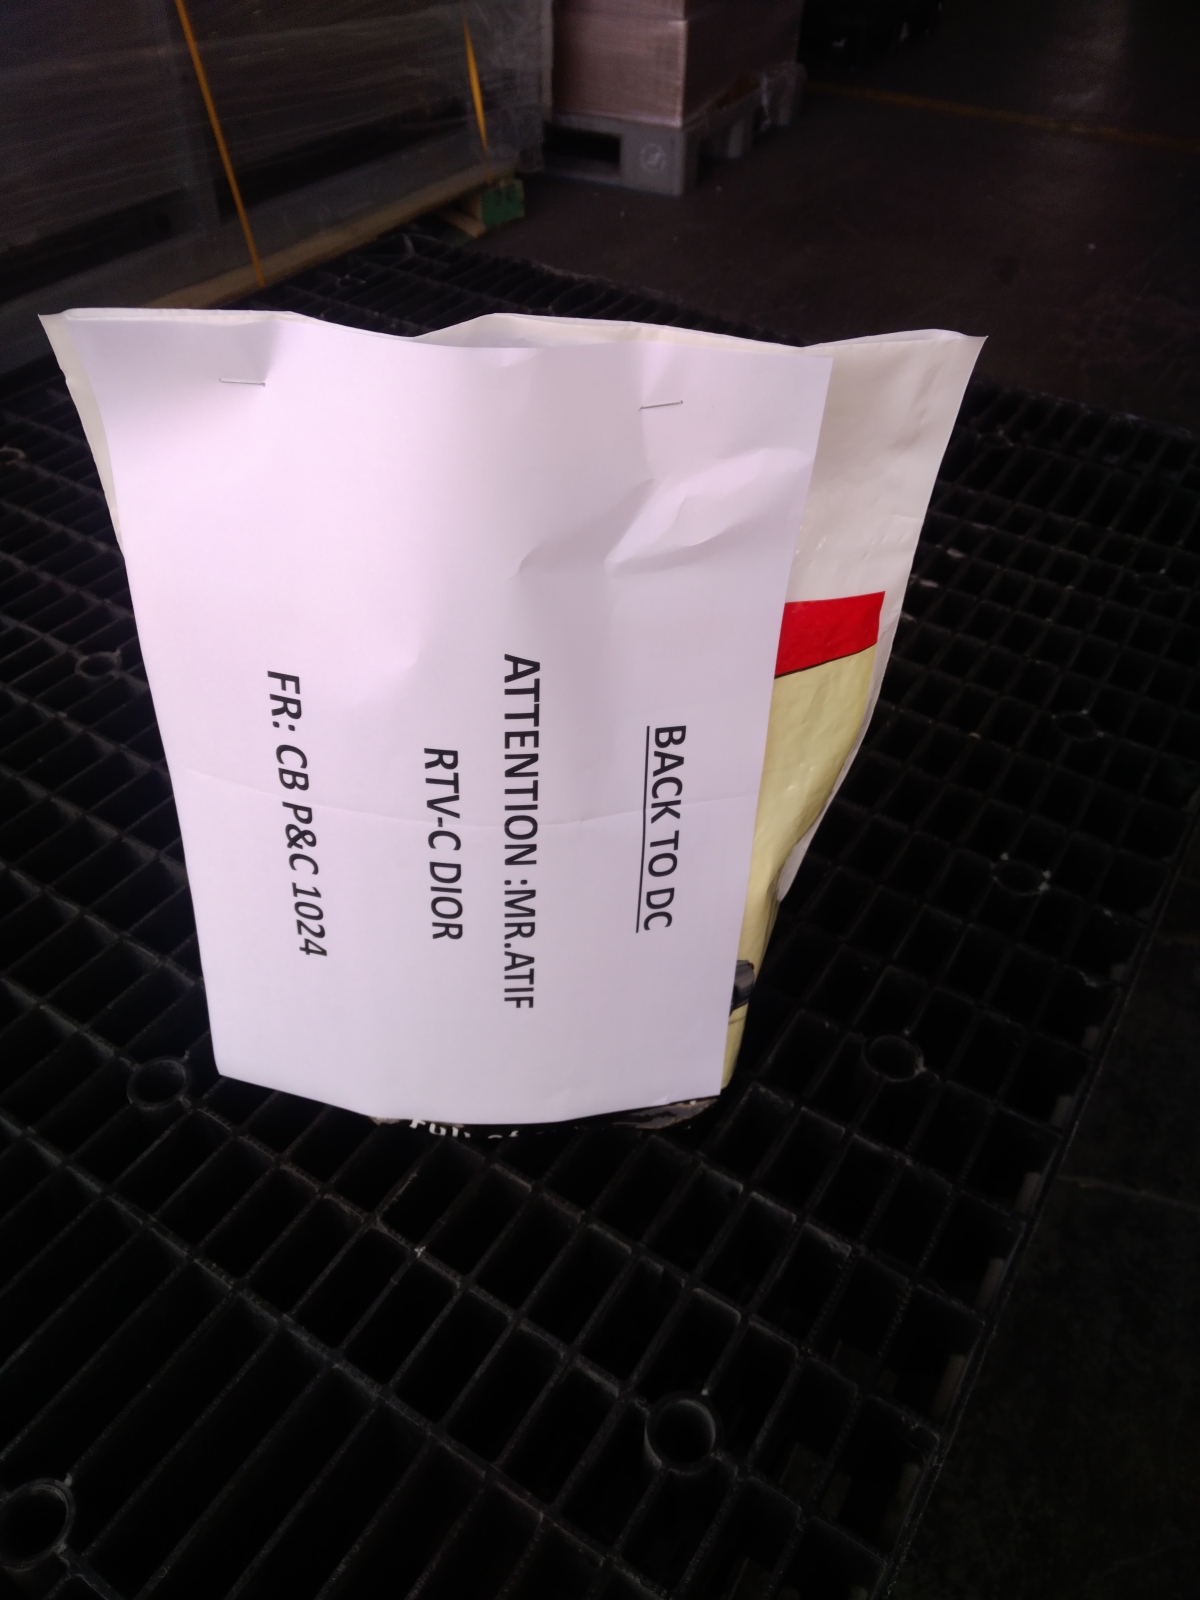 BACK TO DC
ATTENTION :MR.ATIF
RTV-C DIOR
FR: CB P&C 1024